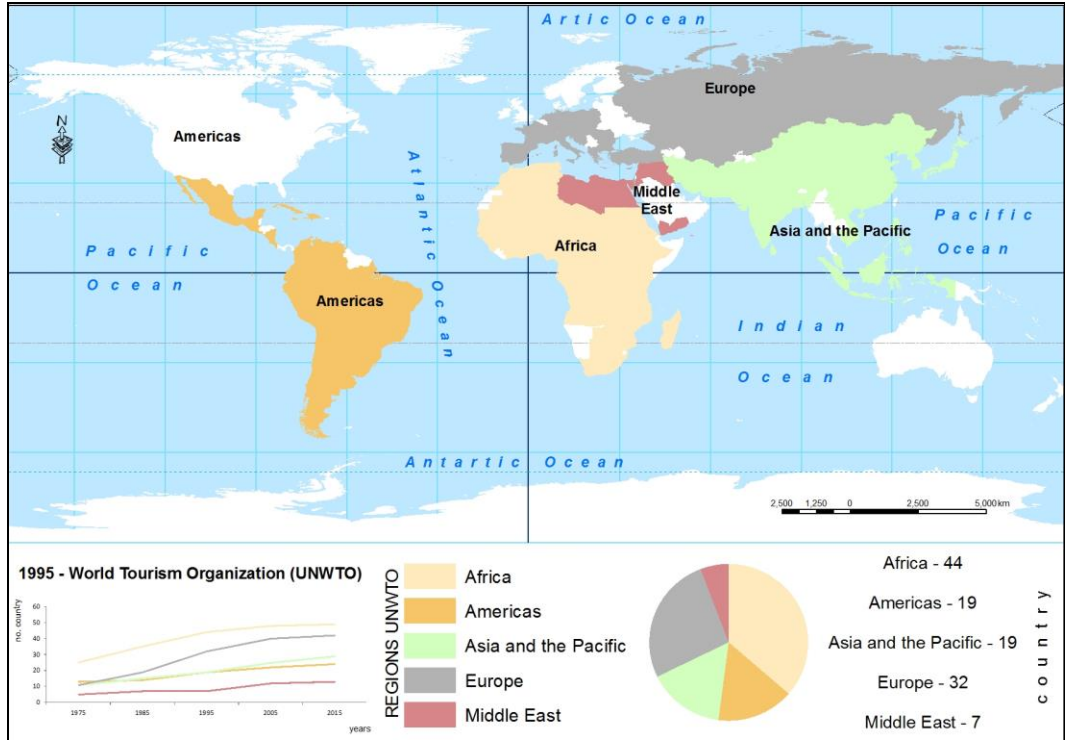 Artic Ocean
Europe
N
Americas
Atlantic Ocean
Middle
East
Pacific
Ocean
Africa
Asia and the Pacific
Pacific
Ocean
Americas
Indian
Ocean
Antartic Ocean
2,500 1,250 0 2,500 5,000 km
1995 - World Tourism Organization (UNWTO)
no. country
60
50
40
30
20
10
0
1975 1985 1995 2005 2015
years
REGIONS UNWTO
Africa
Americas
Asia and the Pacific
Europe
Middle East
Africa - 44
Americas - 19
Asia and the Pacific - 19
Europe - 32
Middle East - 7
country